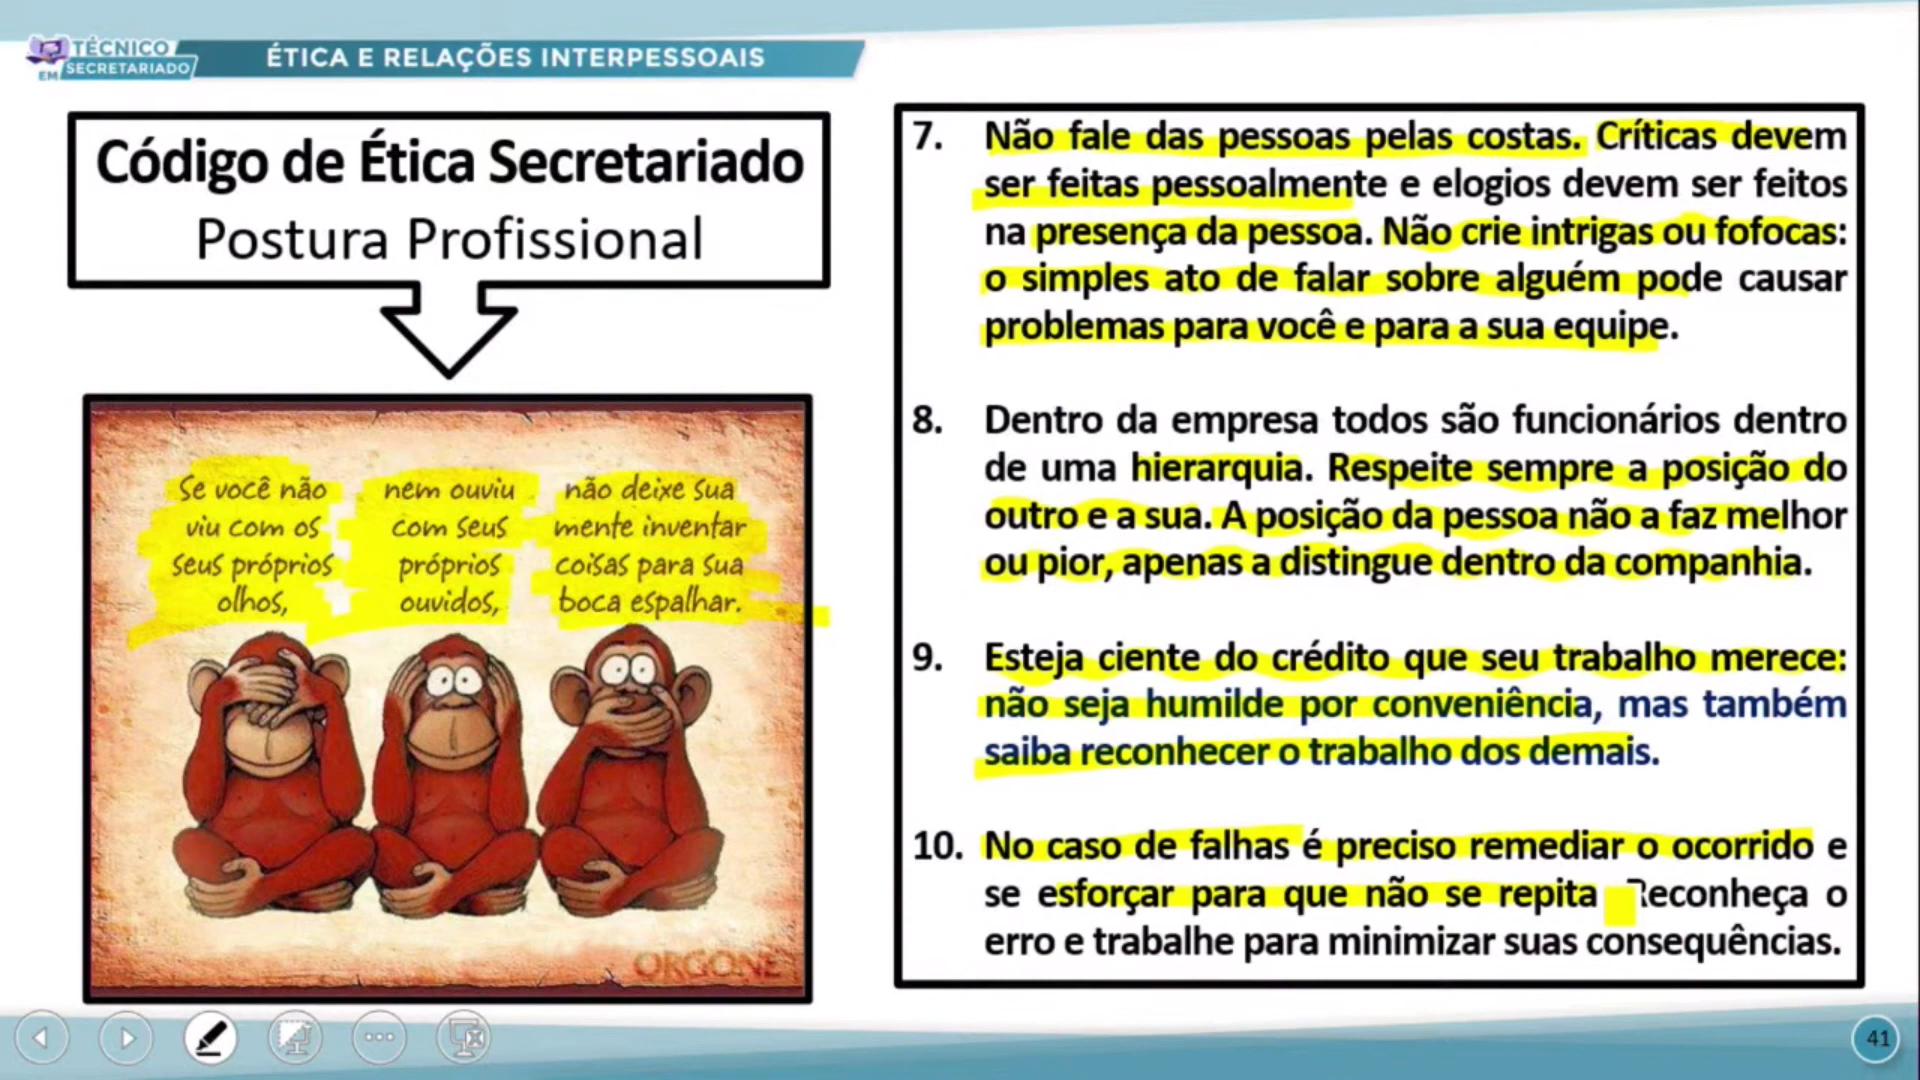 TÉCNICO
EM SECRETARIADO
ÉTICA E RELAÇÕES INTERPESSOAIS
Código de Ética Secretariado
Postura Profissional
Se você não
viu com os
seus próprios
olhos,
nem ouviu
com seus
próprios
ouvidos,
não deixe sua
mente inventar
coisas para sua
boca espalhar.
ORGONE
7. Não fale das pessoas pelas costas. Críticas devem
ser feitas pessoalmente e elogios devem ser feitos
na presença da pessoa. Não crie intrigas ou fofocas:
o simples ato de falar sobre alguém pode causar
problemas para você e para a sua equipe.
8. Dentro da empresa todos são funcionários dentro
de uma hierarquia. Respeite sempre a posição do
outro e a sua. A posição da pessoa não a faz melhor
ou pior, apenas a distingue dentro da companhia.
9. Esteja ciente do crédito que seu trabalho merece:
não seja humilde por conveniência, mas também
saiba reconhecer o trabalho dos demais.
10. No caso de falhas é preciso remediar o ocorrido e
se esforçar para que não se repita Reconheça o
erro e trabalhe para minimizar suas consequências.
41